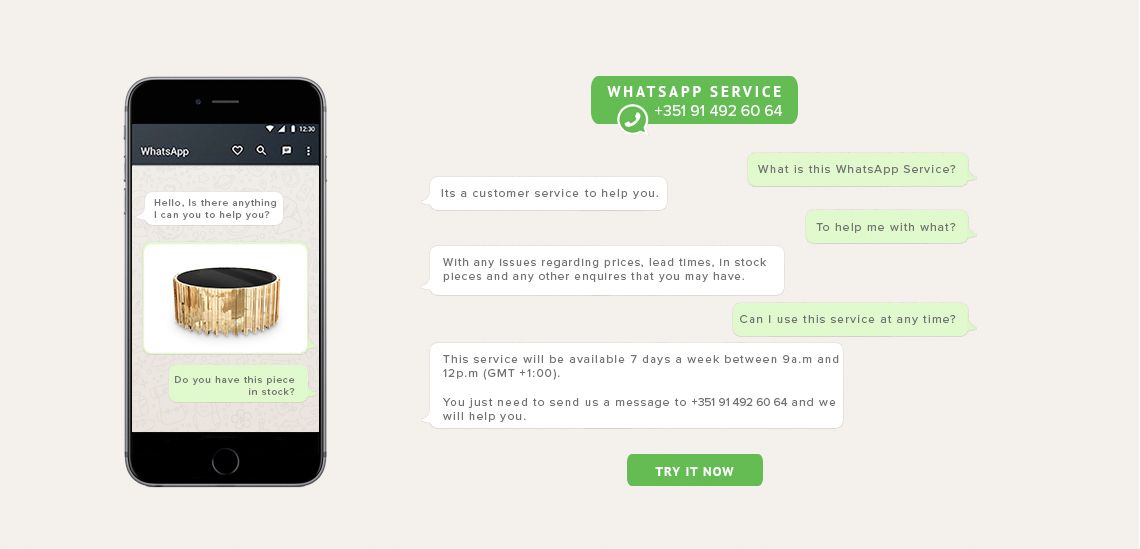 12:30
WhatsApp
Hello, Is there anything
I can you to help you?
Do you have this piece
in stock?
WHATSAPP SERVICE
+351 91 492 60 64
What is this WhatsApp Service?
Its a customer service to help you.
To help me with what?
With any issues regarding prices, lead times, in stock
pieces and any other enquires that you may have.
Can I use this service at any time?
This service will be available 7 days a week between 9a.m and
12p.m (GMT +1:00).
You just need to send us a message to +351 91 492 60 64 and we
will help you.
TRY IT NOW